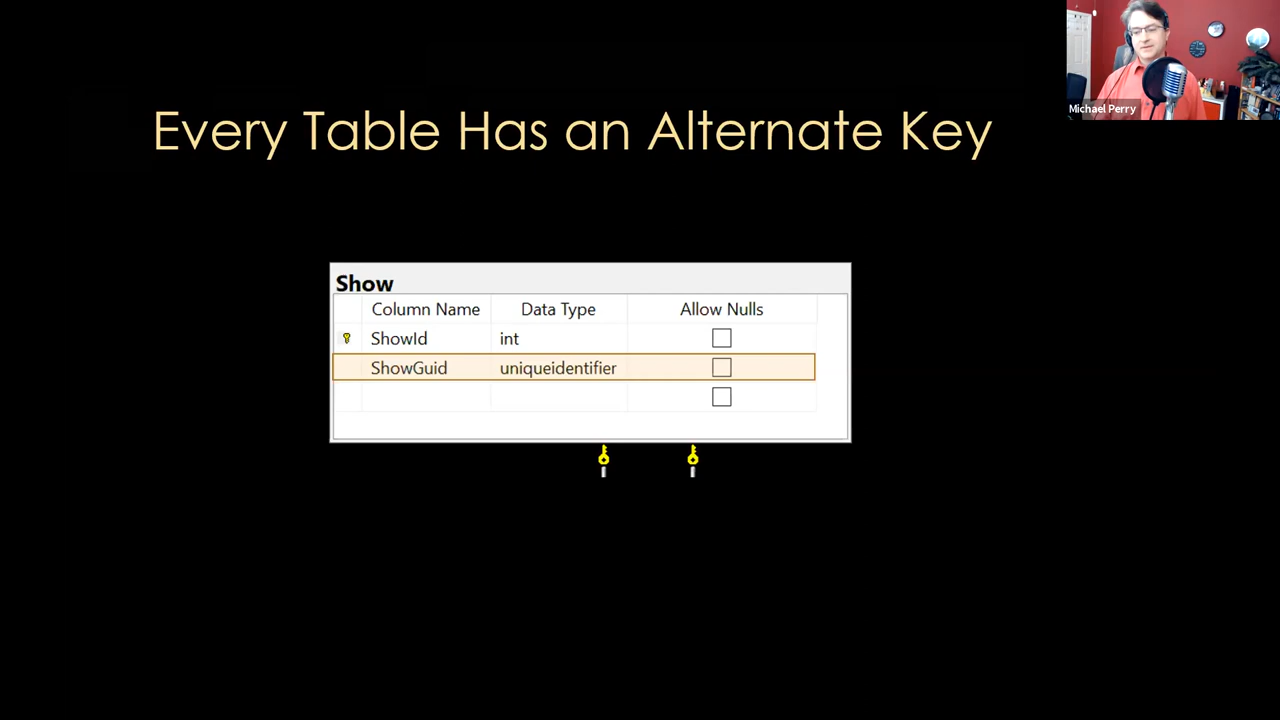 Michael Perry
Every Table Has an Alternate Key
Show
Column Name Data Type Allow Nulls
ShowId int
ShowGuid uniqueidentifier